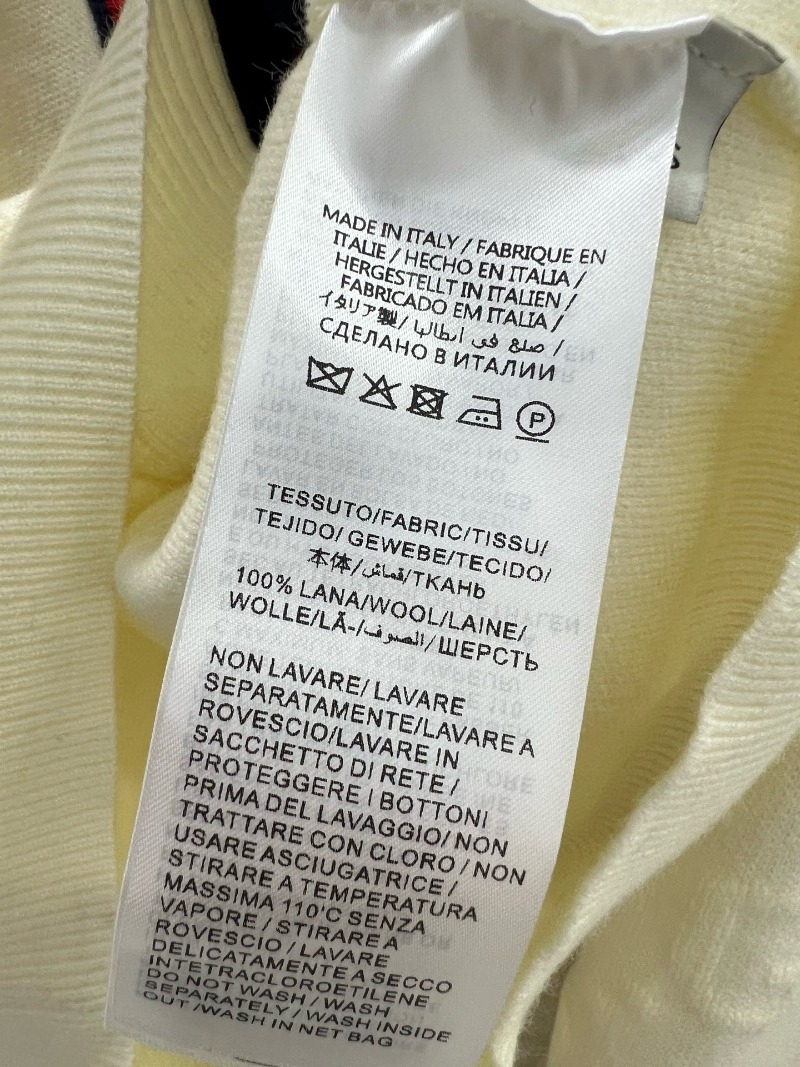 MADE IN ITALY / FABRIQUE EN
ITALIE / HECHO EN ITALIA /
HERGESTELLT IN ITALIEN /
FABRICADO EM ITALIA /
イタリア製/ صلع فى ايطاليا /
СДЕЛАНО В ИТАЛИИ
P
TESSUTO/FABRIC/TISSU/
TEJIDO/ GEWEBE/TECIDO/
本体/قماش/ТКАНЬ
100% LANA/WOOL/LAINE/
WOLLE/LÃ-/الصوف/ШЕРСТЬ
NON LAVARE/ LAVARE
SEPARATAMENTE/LAVARE A
ROVESCIO/LAVARE IN
SACCHETTO DI RETE /
PROTEGGERE I BOTTONI
PRIMA DEL LAVAGGIO/ NON
TRATTARE CON CLORO / NON
USARE ASCIUGATRICE /
STIRARE A TEMPERATURA
MASSIMA 110'C SENZA
VAPORE / STIRARE A
ROVESCIO / LAVARE
DELICATAMENTE A SECCO
INTETRACLOROETILENE
DO NOT WASH / WASH
SEPARATELY / WASH INSIDE
OUT /WASH IN NET BAG